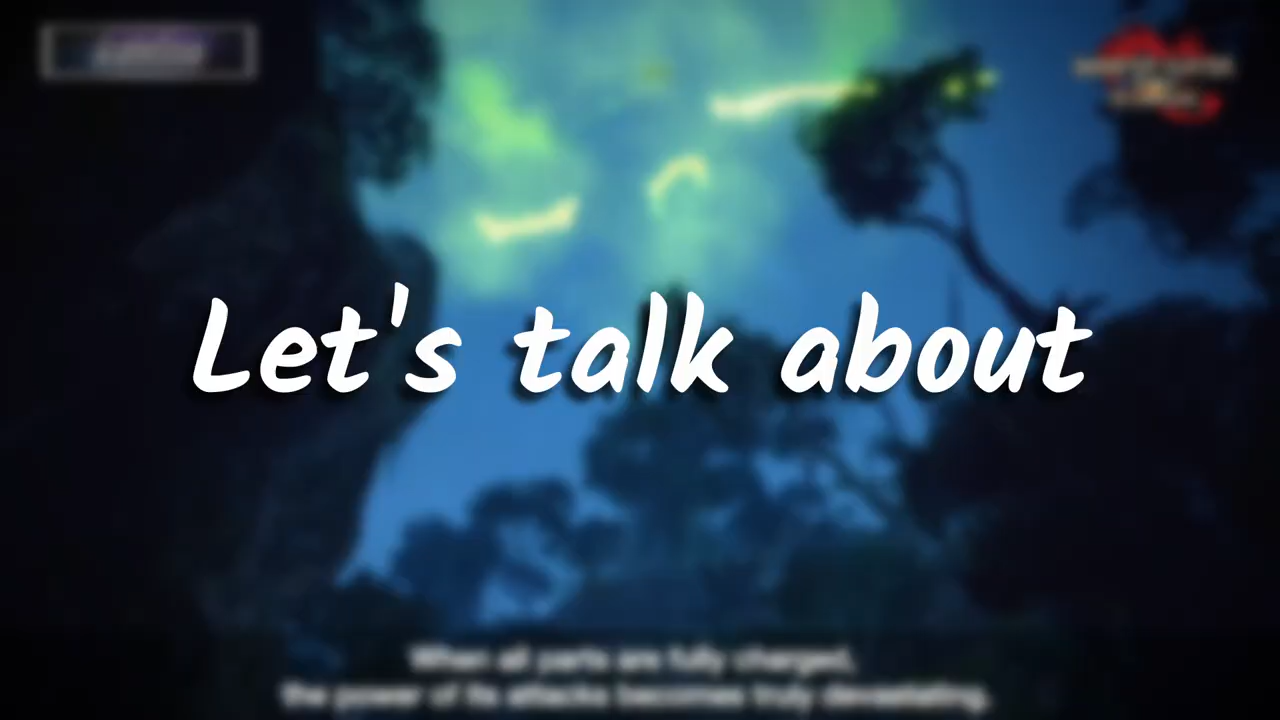 Let's talk about
When all parts are fully charged,
the power of its attacks becomes truly devastating.